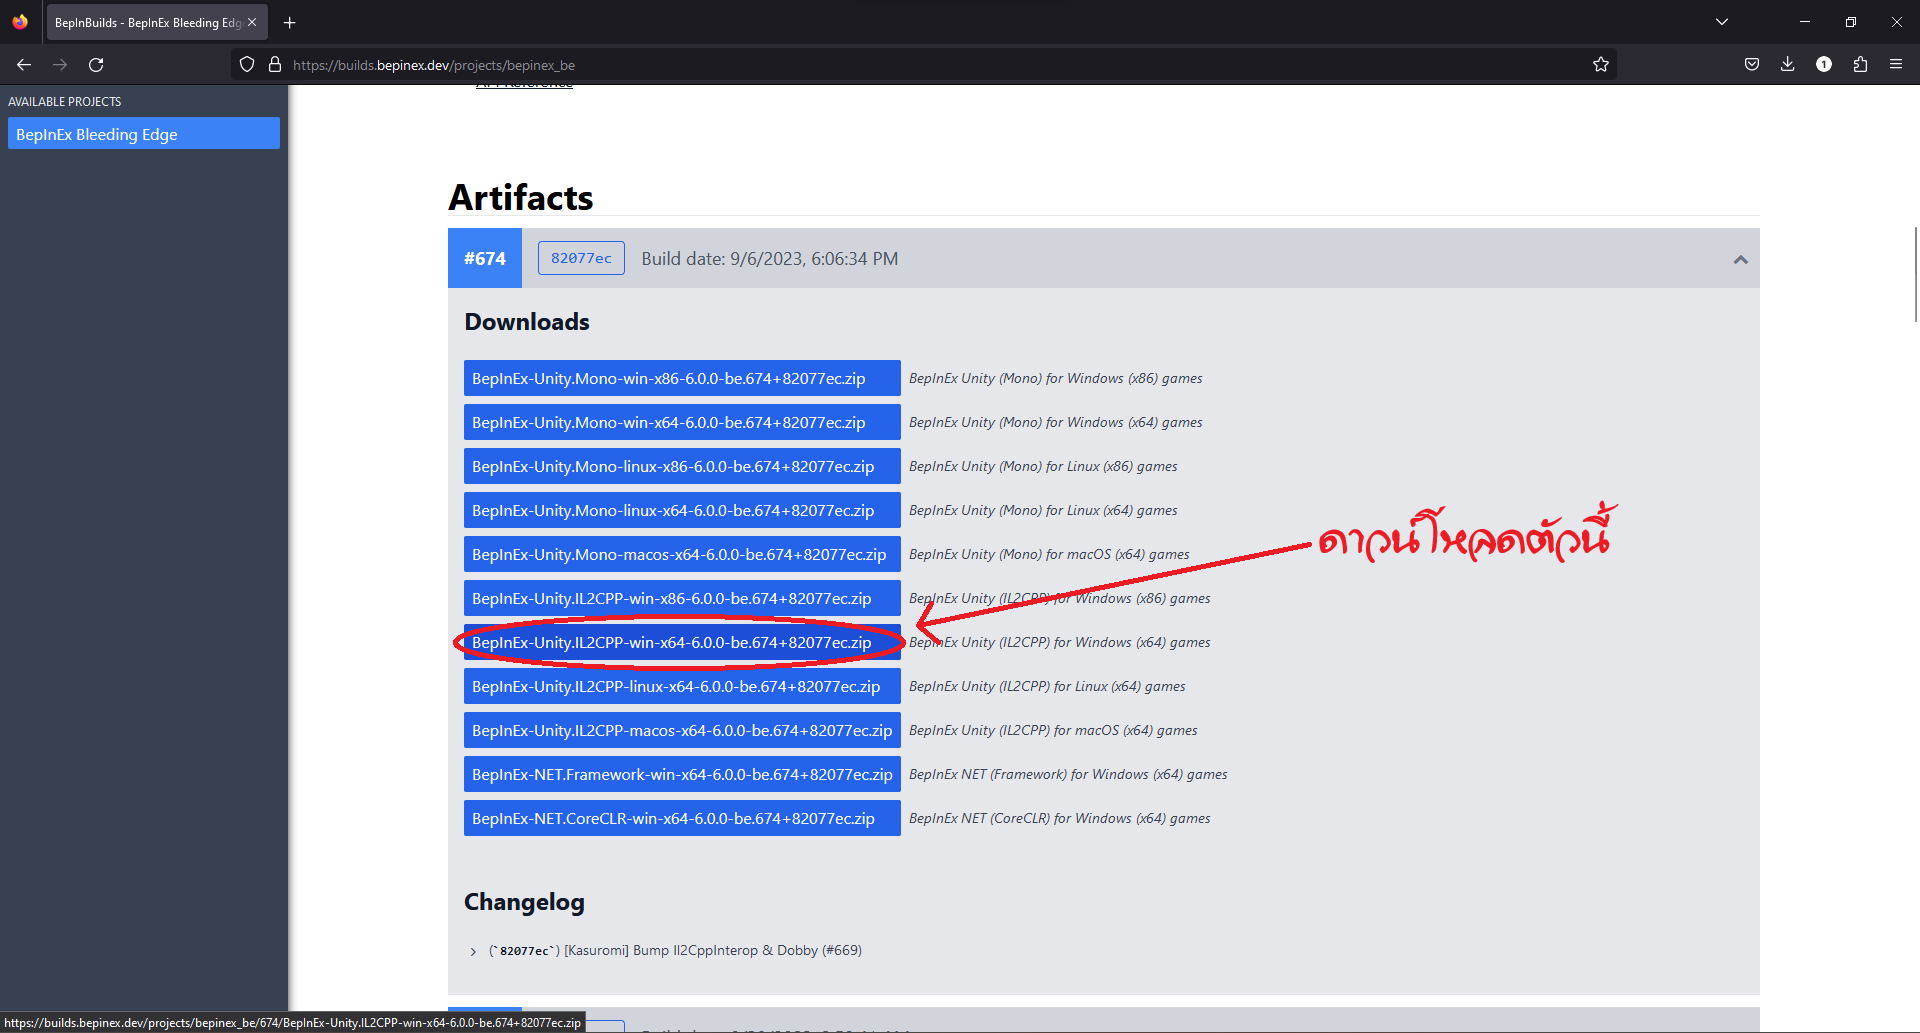 BepInBuilds - BepInEx Bleeding Edg
https://builds.bepinex.dev/projects/bepinex_be
1
AVAILABLE PROJECTS
BepInEx Bleeding Edge
API Reference
Artifacts
#674 82077ec Build date: 9/6/2023, 6:06:34 PM
Downloads
BepInEx-Unity.Mono-win-x86-6.0.0-be.674+82077ec.zip BepInEx Unity (Mono) for Windows (x86) games
BepInEx-Unity.Mono-win-x64-6.0.0-be.674+82077ec.zip BepInEx Unity (Mono) for Windows (x64) games
BepInEx-Unity.Mono-linux-x86-6.0.0-be.674+82077ec.zip BepInEx Unity (Mono) for Linux (x86) games
BepInEx-Unity.Mono-linux-x64-6.0.0-be.674+82077ec.zip BepInEx Unity (Mono) for Linux (x64) games
ดาวน์โหลดตัวนี้
BepInEx-Unity.Mono-macos-x64-6.0.0-be.674+82077ec.zip BepInEx Unity (Mono) for macOS (x64) games
BepInEx-Unity.IL2CPP-win-x86-6.0.0-be.674+82077ec.zip BepInEx Unity (IL2CPP) for Windows (x86) games
BepInEx-Unity.IL2CPP-win-x64-6.0.0-be.674+82077ec.zip BepInEx Unity (IL2CPP) for Windows (x64) games
BepInEx-Unity.IL2CPP-linux-x64-6.0.0-be.674+82077ec.zip BepInEx Unity (IL2CPP) for Linux (x64) games
BepInEx-Unity.IL2CPP-macos-x64-6.0.0-be.674+82077ec.zip BepInEx Unity (IL2CPP) for macOS (x64) games
BepInEx-NET.Framework-win-x64-6.0.0-be.674+82077ec.zip BepInEx NET (Framework) for Windows (x64) games
BepInEx-NET.CoreCLR-win-x64-6.0.0-be.674+82077ec.zip BepInEx NET (CoreCLR) for Windows (x64) games
Changelog
(`82077ec`) [Kasuromi] Bump Il2CppInterop & Dobby (#669)
https://builds.bepinex.dev/projects/bepinex_be/674/BepInEx-Unity.IL2CPP-win-x64-6.0.0-be.674+82077ec.zip